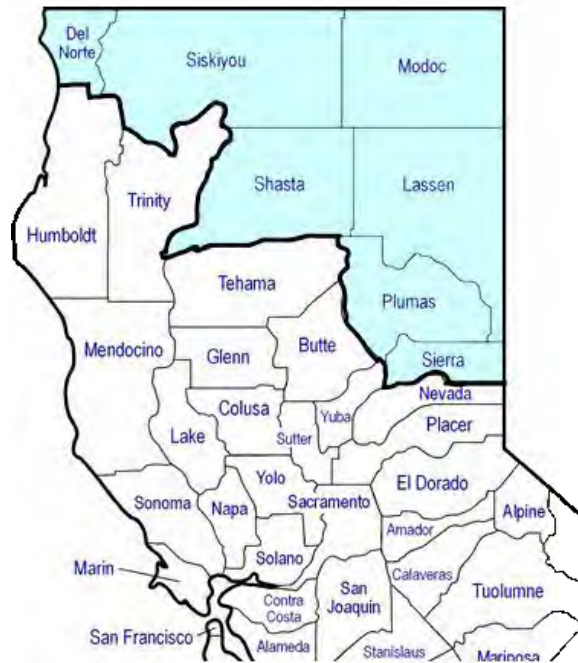 Del
Norte
Siskiyou
Modoc
Shasta
Lassen
Trinity
Humboldt
Tehama
Plumas
Mendocino
Glenn
Butte
Sierra
Nevada
Colusa
Yuba
Placer
Lake
Sutter
Yolo
El Dorado
Sonoma
Napa
Sacramento
Alpine
Amador
Solano
Marin
Calaveras
Tuolumne
San
Joaquin
Contra
Costa
San Francisco
Alameda
Stanislaus
Mariposa